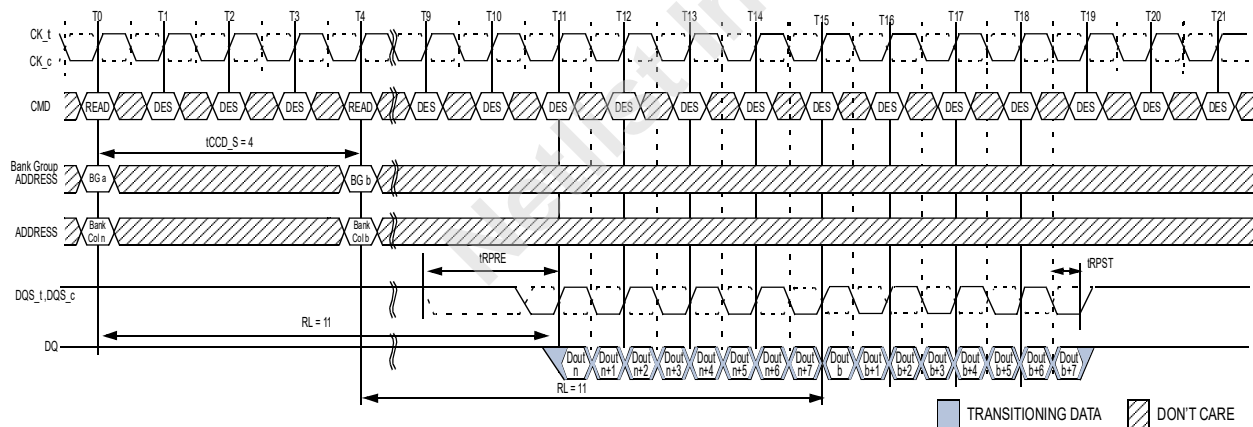 T0 T1 T2 T3 T4 T9 T10 T11 T12 T13 T14 T15 T16 T17 T18 T19 T20 T21
CK_t
CK_c
CMD READ DES DES DES READ DES DES DES DES DES DES DES DES DES DES DES DES DES
tCCD_S = 4
Bank Group
ADDRESS BG a BG b
ADDRESS Bank Col n Bank Col b
tRPRE tRPST
DQS_t,DQS_c
RL = 11
DQ Dout n Dout n+1 Dout n+2 Dout n+3 Dout n+4 Dout n+5 Dout n+6 Dout n+7 Dout b Dout b+1 Dout b+2 Dout b+3 Dout b+4 Dout b+5 Dout b+6 Dout b+7
RL = 11
TRANSITIONING DATA DON'T CARE
Netlist In